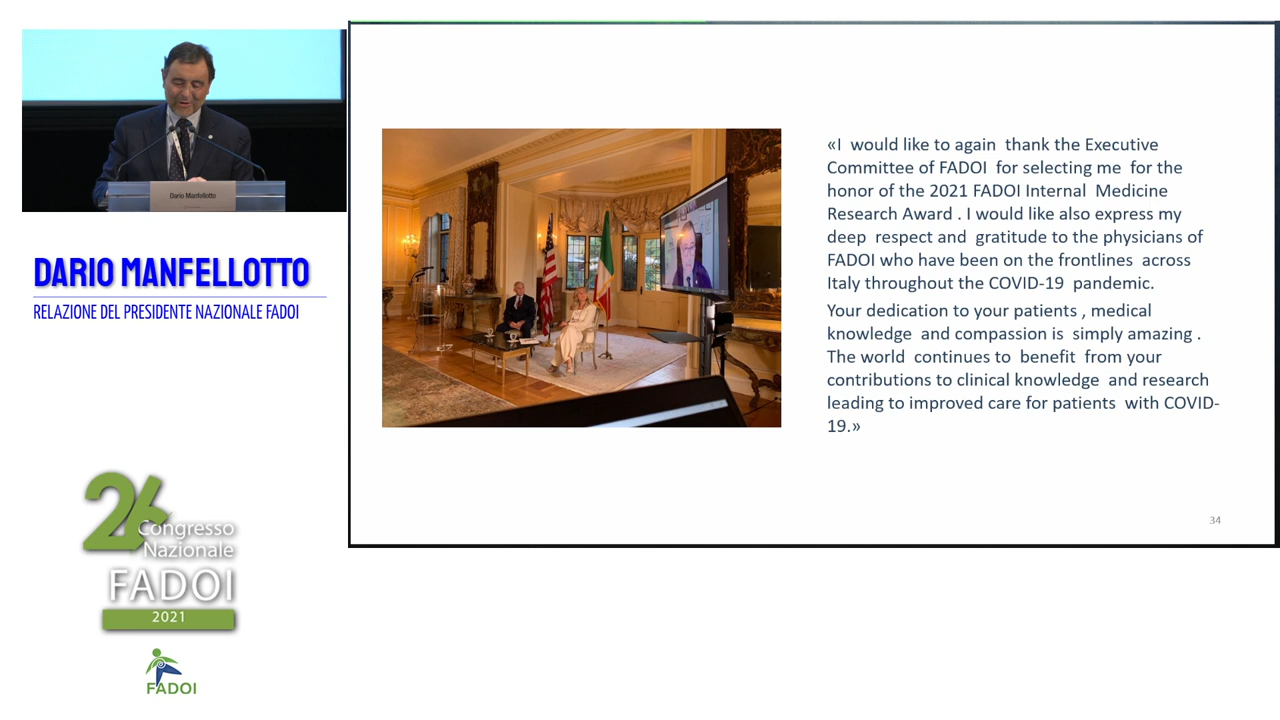 Dario Manfellotto
DARIO MANFELLOTTO
RELAZIONE DEL PRESIDENTE NAZIONALE FADOI
26
Congresso
Nazionale
FADOI
2021
FADOI
«I would like to again thank the Executive
Committee of FADOI for selecting me for the
honor of the 2021 FADOI Internal Medicine
Research Award . I would like also express my
deep respect and gratitude to the physicians of
FADOI who have been on the frontlines across
Italy throughout the COVID-19 pandemic.
Your dedication to your patients , medical
knowledge and compassion is simply amazing .
The world continues to benefit from your
contributions to clinical knowledge and research
leading to improved care for patients with COVID-
19.»
34